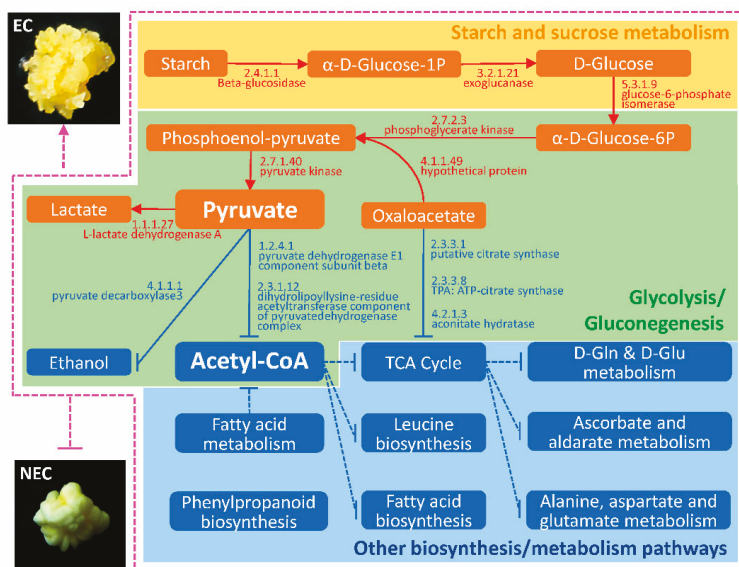 EC
Starch and sucrose metabolism
Starch
2.4.1.1
Beta-glucosidase
α-D-Glucose-1P
3.2.1.21
exoglucanase
D-Glucose
5.3.1.9
glucose-6-phosphate
isomerase
Phosphoenol-pyruvate
2.7.2.3
phosphoglycerate kinase
α-D-Glucose-6P
2.7.1.40
pyruvate kinase
4.1.1.49
hypothetical protein
Lactate
1.1.1.27
L-lactate dehydrogenase A
Pyruvate
Oxaloacetate
4.1.1.1
pyruvate decarboxylase3
1.2.4.1
pyruvate dehydrogenase E1
component subunit beta
2.3.1.12
dihydrolipoyllysine-residue
acetyltransferase component
of pyruvatedehydrogenase
complex
2.3.3.1
putative citrate synthase
2.3.3.8
TPA: ATP-citrate synthase
4.2.1.3
aconitate hydratase
Glycolysis/
Gluconegenesis
Ethanol
Acetyl-CoA
TCA Cycle
D-Gln & D-Glu
metabolism
Fatty acid
metabolism
Leucine
biosynthesis
Ascorbate and
aldarate metabolism
NEC
Phenylpropanoid
biosynthesis
Fatty acid
biosynthesis
Alanine, aspartate and
glutamate metabolism
Other biosynthesis/metabolism pathways